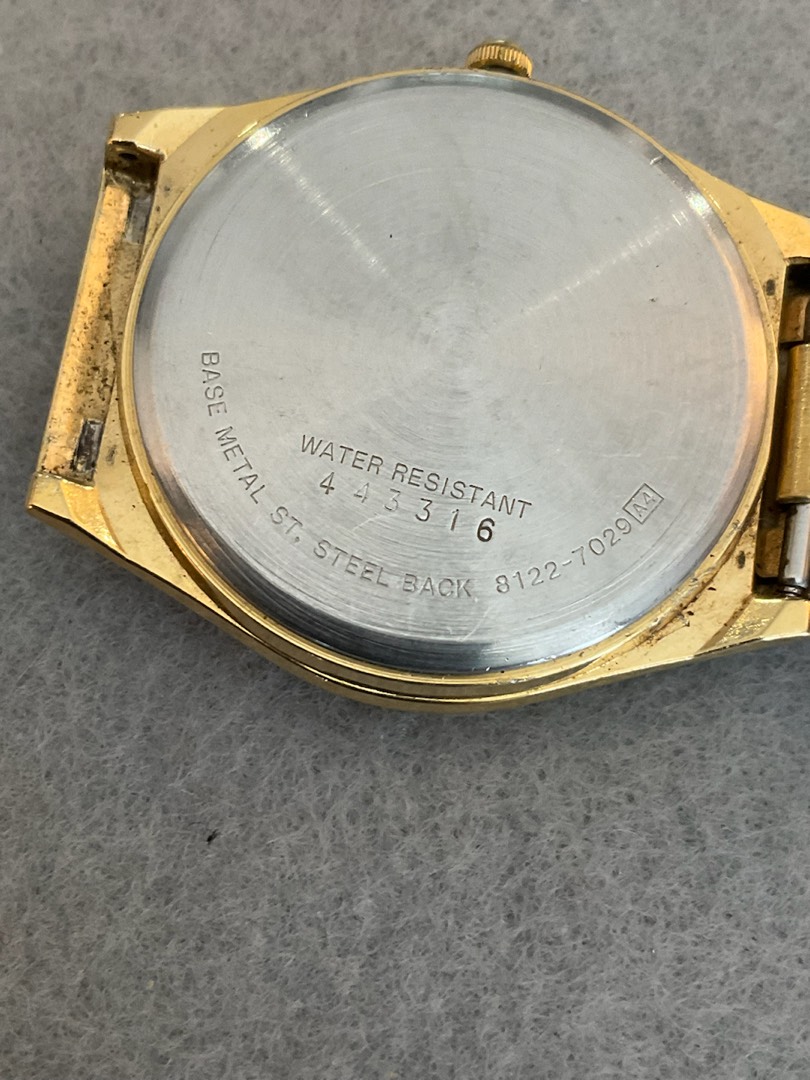 WATER RESISTANT
443316
BASE METAL ST. STEEL BACK 8122-7029 A4